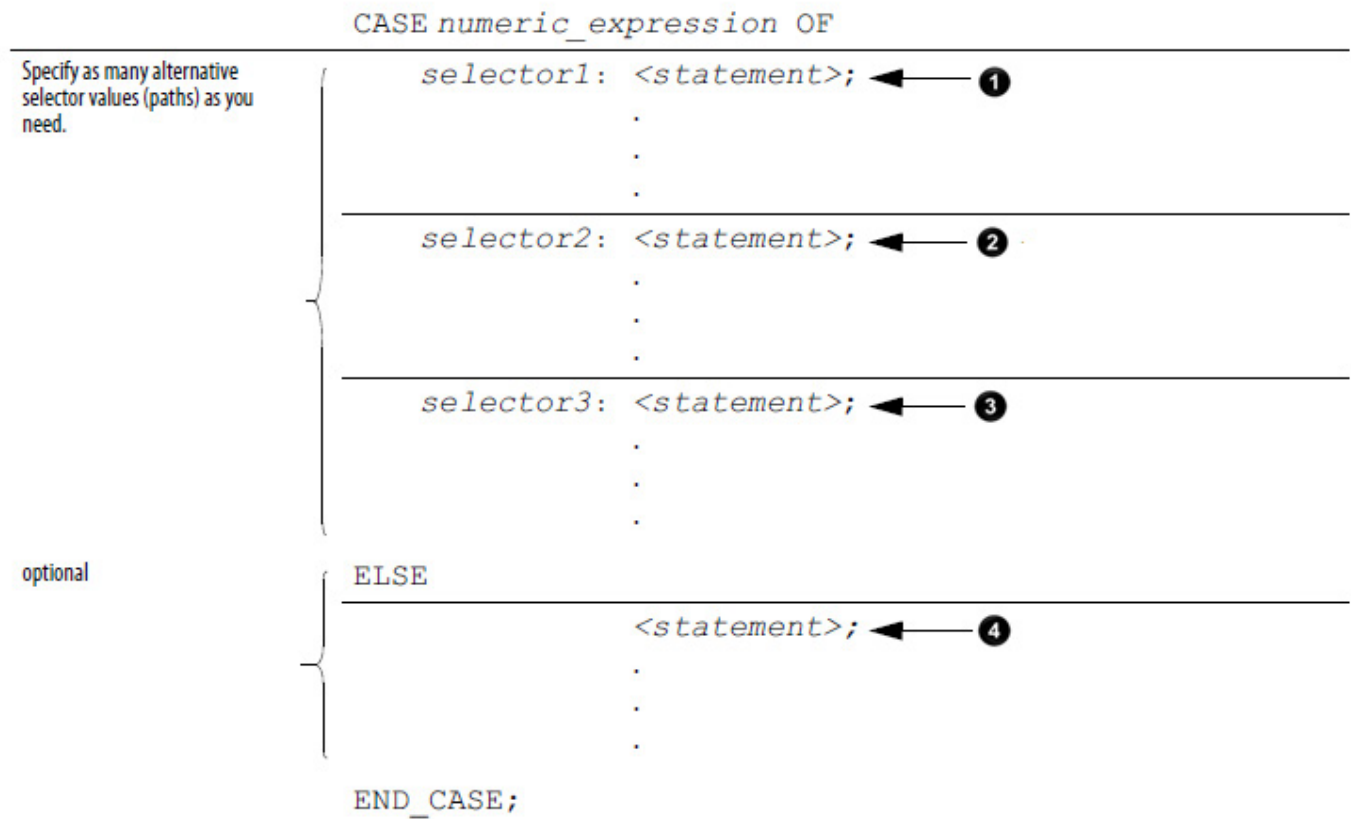 CASE numeric_expression OF
Specify as many alternative
selector values (paths) as you
need.
selector1: <statement>; 1
.
.
.
selector2: <statement>; 2
.
.
.
selector3: <statement>; 3
.
.
.
optional
ELSE
<statement>; 4
.
.
.
END_CASE;